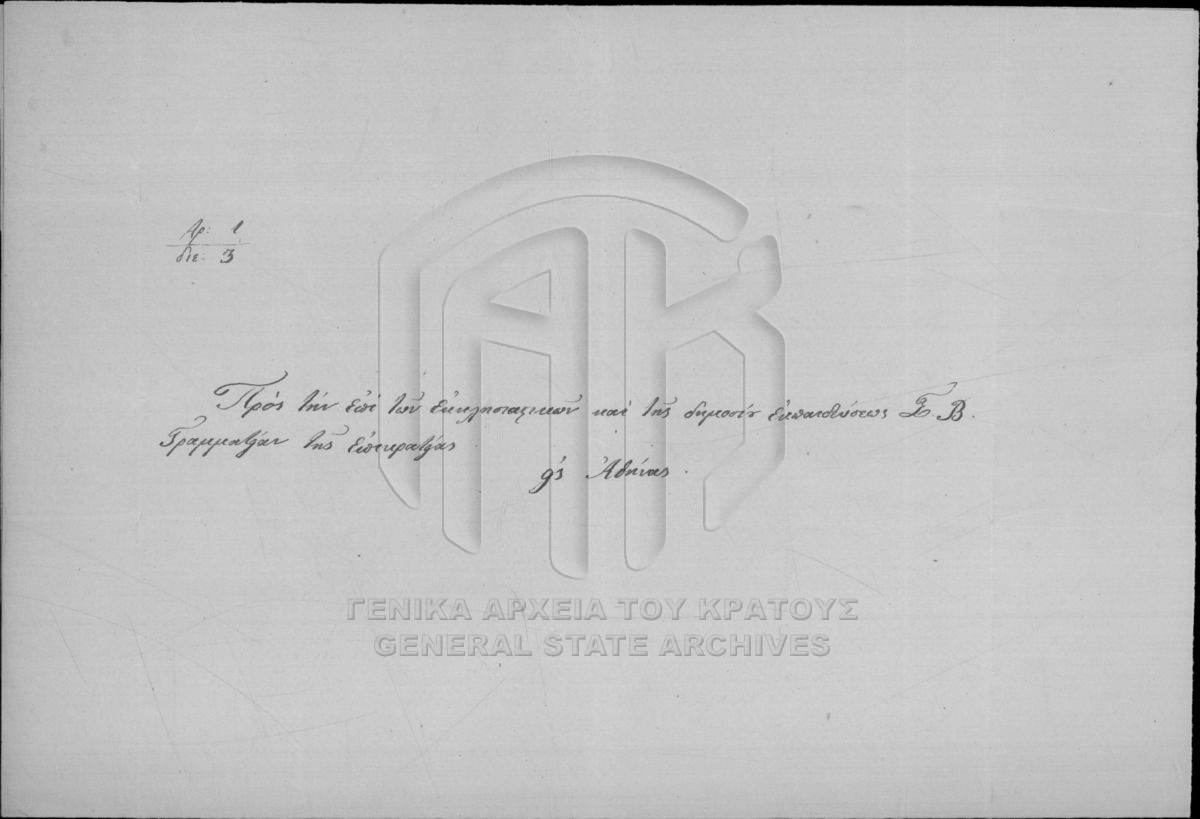 Αρ: 1
διε: 3
Πρὸς τὴν ἐπὶ τῶν ἐκκλησιαστικῶν καὶ τῆς δημοσίου ἐκπαιδεύσεως Γ. Β.
Γραμματείαν τῆς ἐπικρατείας
εἰς Ἀθήνας.
ΓΕΝΙΚΑ ΑΡΧΕΙΑ ΤΟΥ ΚΡΑΤΟΥΣ
GENERAL STATE ARCHIVES